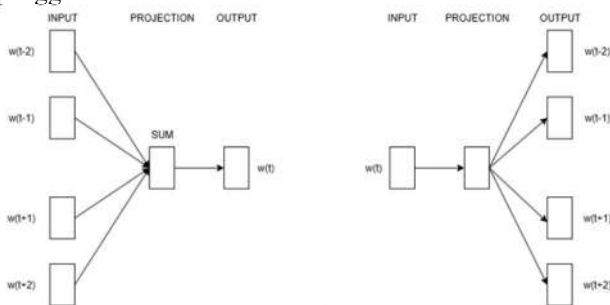 INPUT PROJECTION OUTPUT
w(t-2)
w(t-1)
SUM
w(t)
w(t+1)
w(t+2)
INPUT PROJECTION OUTPUT
w(t-2)
w(t-1)
w(t)
w(t+1)
w(t+2)